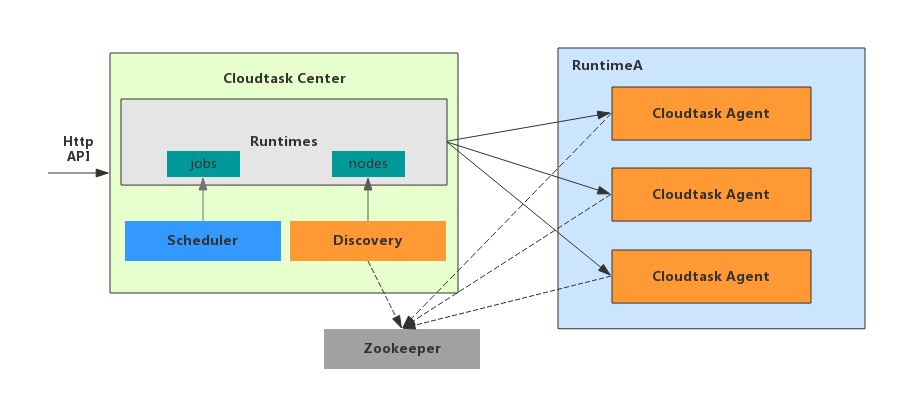 Http
API
Cloudtask Center
Runtimes
jobs
nodes
Scheduler
Discovery
Zookeeper
RuntimeA
Cloudtask Agent
Cloudtask Agent
Cloudtask Agent